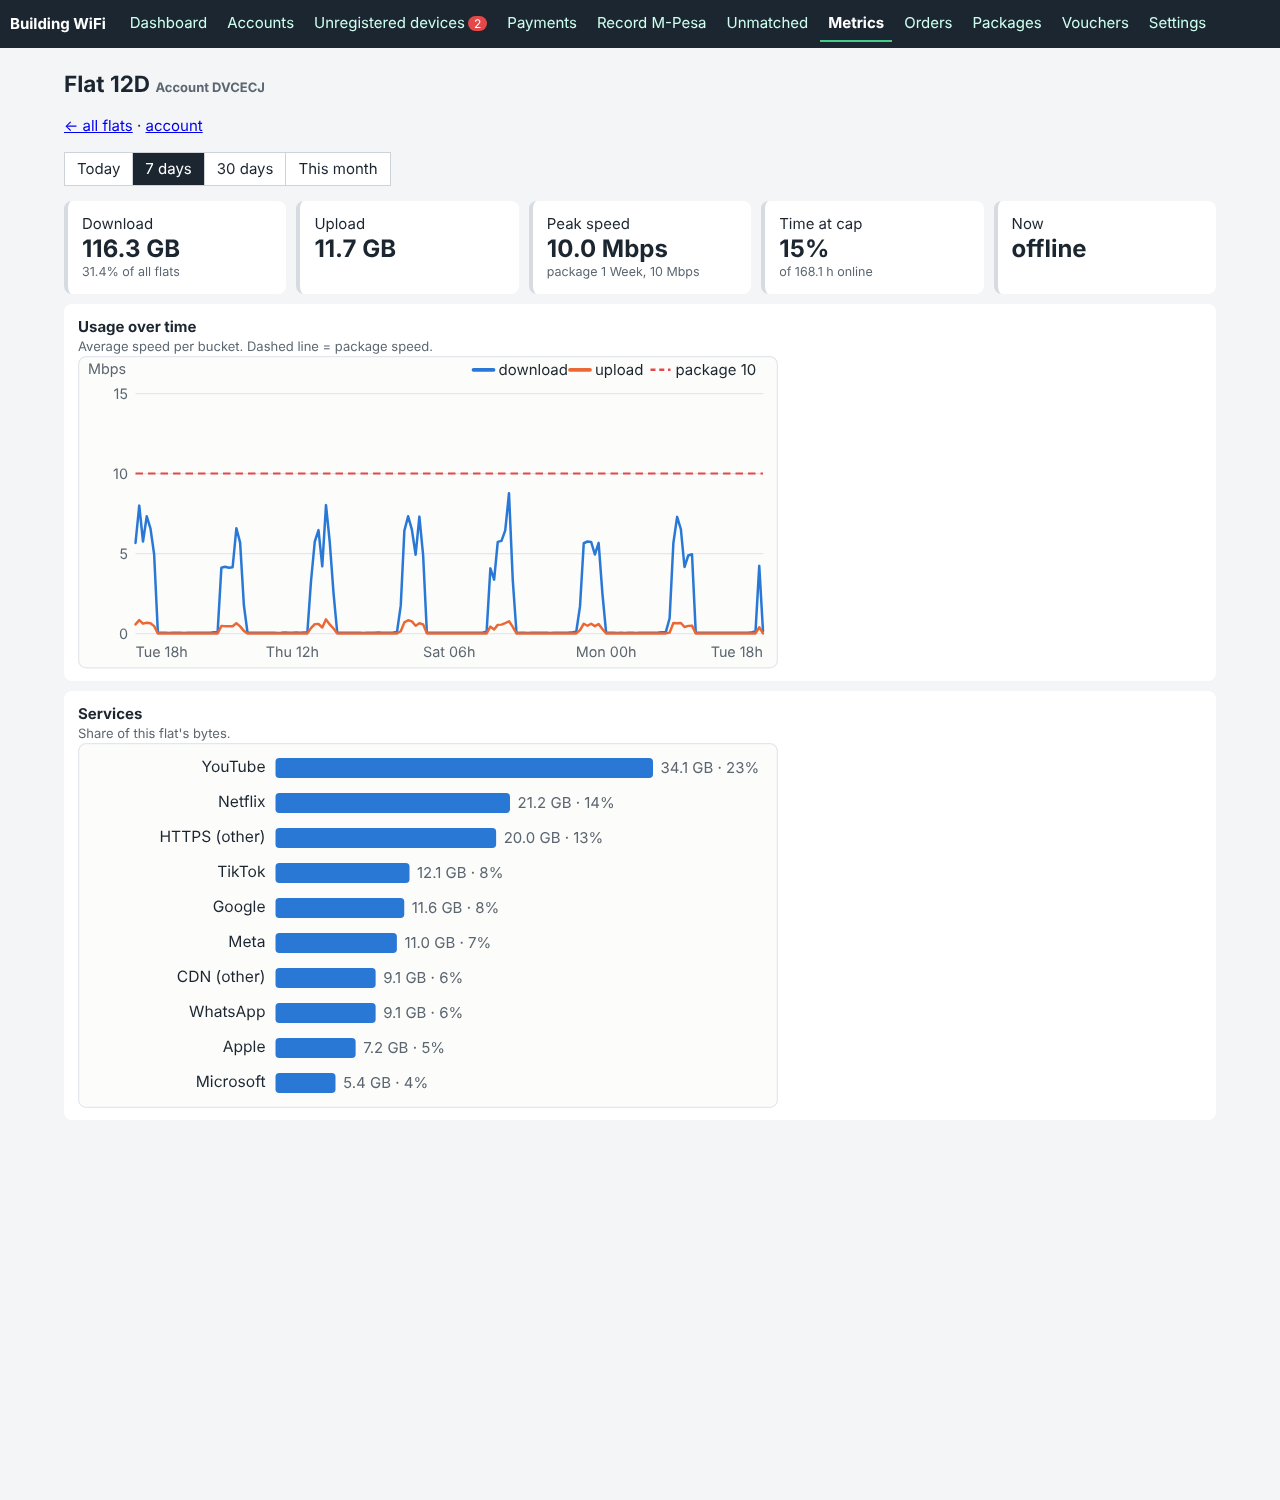 Building WiFi Dashboard Accounts Unregistered devices 2 Payments Record M-Pesa Unmatched Metrics Orders Packages Vouchers Settings
Flat 12D Account DVCECJ
← all flats · account
Today 7 days 30 days This month
Download
116.3 GB
31.4% of all flats
Upload
11.7 GB
Peak speed
10.0 Mbps
package 1 Week, 10 Mbps
Time at cap
15%
of 168.1 h online
Now
offline
Usage over time
Average speed per bucket. Dashed line = package speed.
Mbps download upload package 10
15
10
5
0
Tue 18h Thu 12h Sat 06h Mon 00h Tue 18h
Services
Share of this flat's bytes.
YouTube 34.1 GB · 23%
Netflix 21.2 GB · 14%
HTTPS (other) 20.0 GB · 13%
TikTok 12.1 GB · 8%
Google 11.6 GB · 8%
Meta 11.0 GB · 7%
CDN (other) 9.1 GB · 6%
WhatsApp 9.1 GB · 6%
Apple 7.2 GB · 5%
Microsoft 5.4 GB · 4%